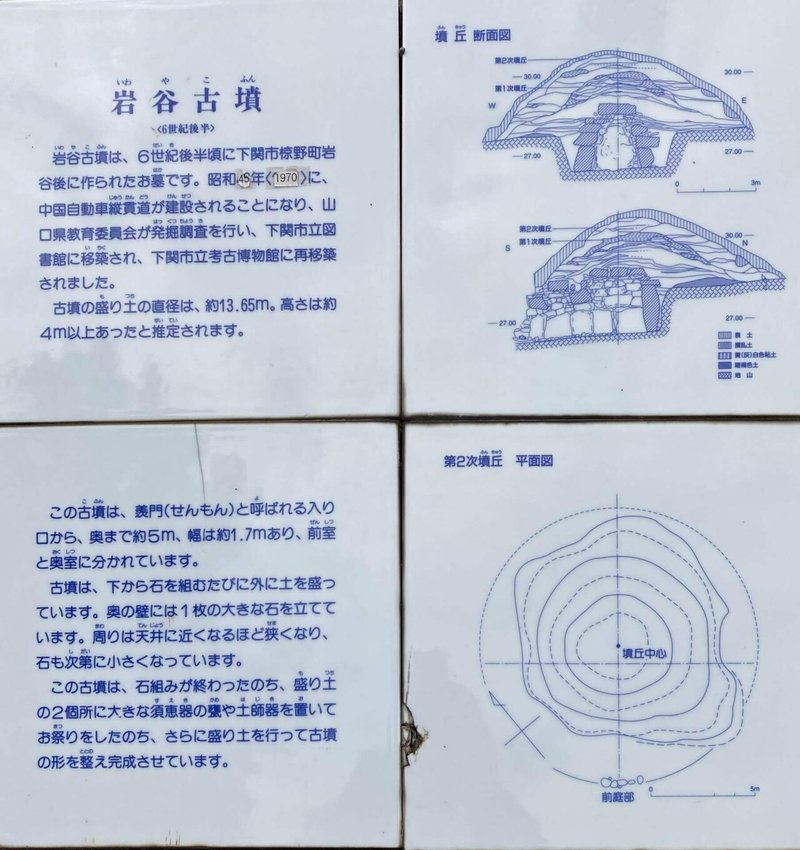 岩谷古墳
〈6世紀後半〉
岩谷古墳は、6世紀後半頃に下関市椋野町岩
谷後に作られたお墓です。昭和45年〈1970〉に、
中国自動車縦貫道が建設されることになり、山
口県教育委員会が発掘調査を行い、下関市立図
書館に移築され、下関市立考古博物館に再移築
されました。
古墳の盛り土の直径は、約13.65m。高さは約
4m以上あったと推定されます。
墳丘 断面図
第2次墳丘
30.00
30.00
第1次墳丘
W
E
27.00
27.00
0
3m
第2次墳丘
30.00
第1次墳丘
S
N
27.00
27.00
表土
撹乱土
黄(灰)白色粘土
暗褐色土
地山
この古墳は、羨門(せんもん)と呼ばれる入り
口から、奥まで約5m、幅は約1.7mあり、前室
と奥室に分かれています。
古墳は、下から石を組むたびに外に土を盛っ
ています。奥の壁には1枚の大きな石を立てて
います。周りは天井に近くなるほど狭くなり、
石も次第に小さくなっています。
この古墳は、石組みが終わったのち、盛り土
の2個所に大きな須恵器の甕や土師器を置いて
お祭りをしたのち、さらに盛り土を行って古墳
の形を整え完成させています。
第2次墳丘 平面図
墳丘中心
前庭部
0
5m